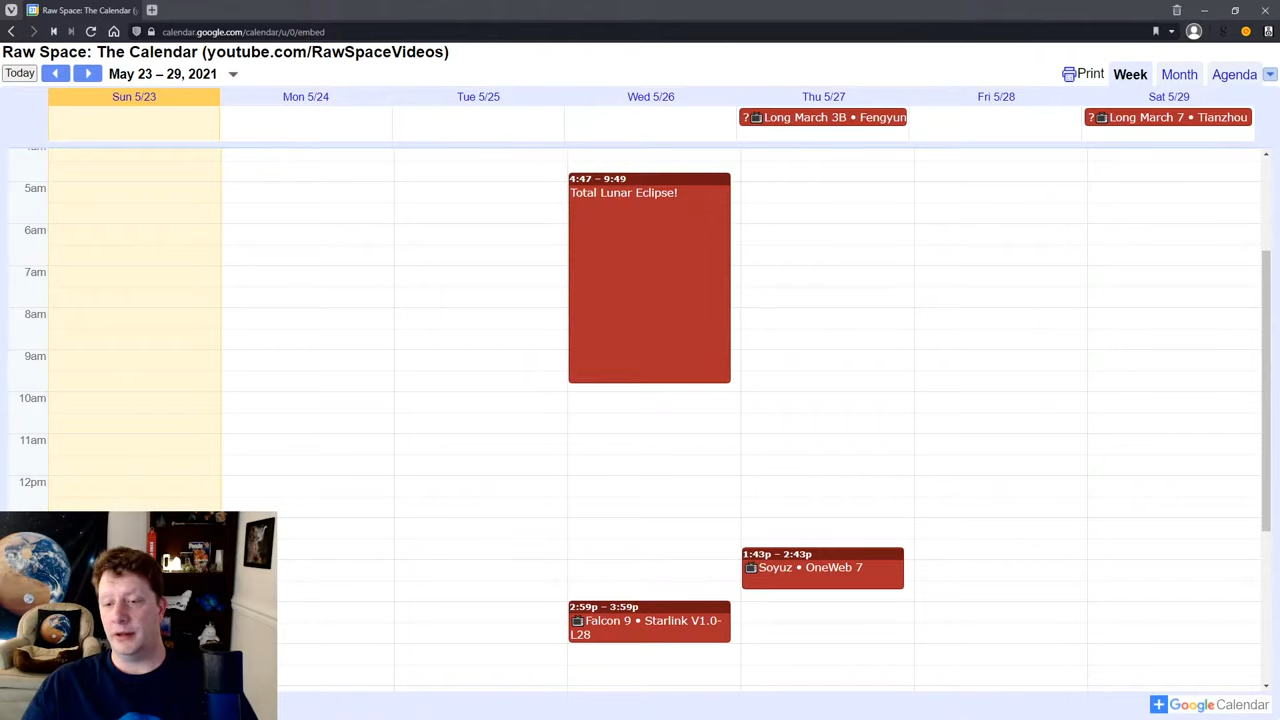 Raw Space: The Calendar (y
calendar.google.com/calendar/u/0/embed
Raw Space: The Calendar (youtube.com/RawSpaceVideos)
Today
May 23 – 29, 2021
Print
Week
Month
Agenda
Sun 5/23
Mon 5/24
Tue 5/25
Wed 5/26
Thu 5/27
Fri 5/28
Sat 5/29
? Long March 3B • Fengyun
? Long March 7 • Tianzhou
5am
6am
7am
8am
9am
10am
11am
12pm
4:47 – 9:49
Total Lunar Eclipse!
1:43p – 2:43p
Soyuz • OneWeb 7
2:59p – 3:59p
Falcon 9 • Starlink V1.0-
L28
Google Calendar